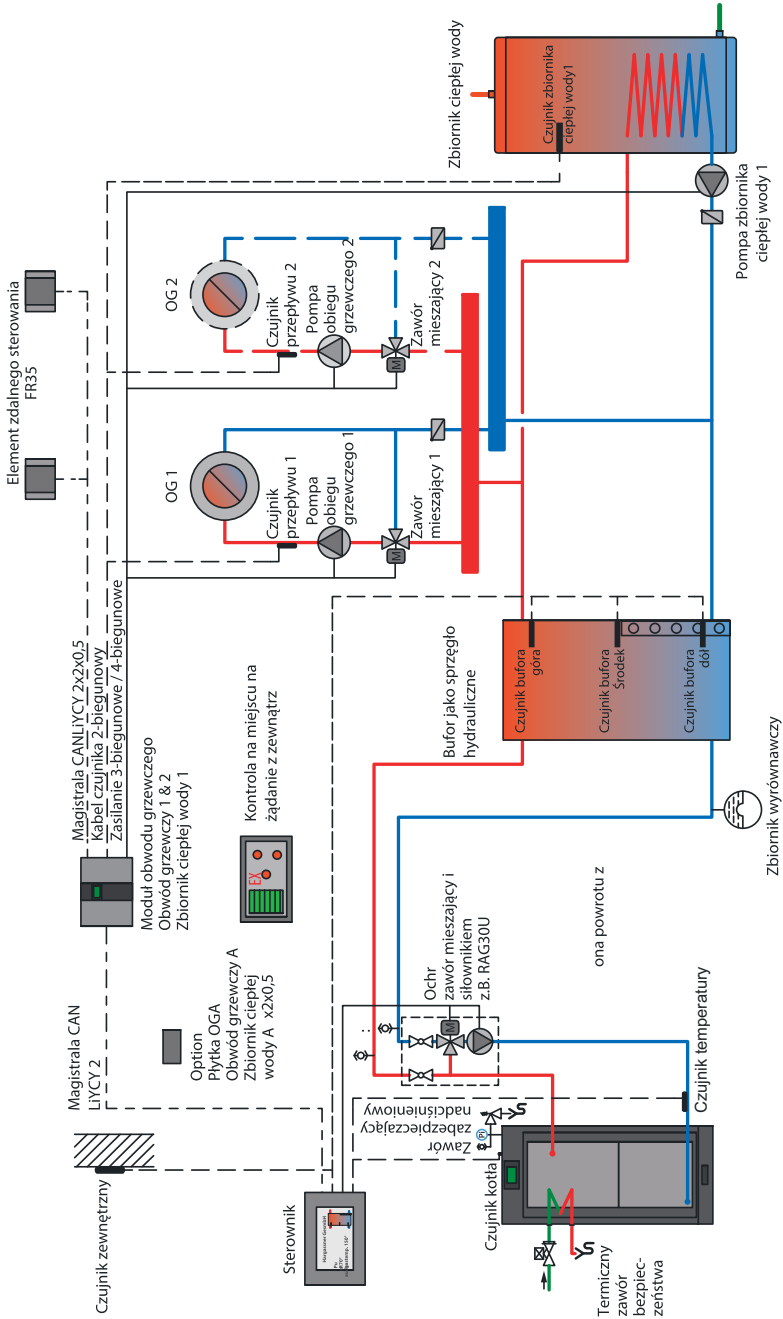 Czujnik zewnętrzny
Magistrala CAN
LiYCY 2
Option
Płytka OGA
Obwód grzewczy A
Zbiornik ciepłej
wody A x2x0,5
Moduł obwodu grzewczego
Obwód grzewczy 1 & 2
Zbiornik ciepłej wody 1
Magistrala CANLiYCY 2x2x0,5
Kabel czujnika 2-biegunowy
Zasilanie 3-biegunowe / 4-biegunowe
Element zdalnego sterowania
FR35
Kontrola na miejscu na
żądanie z zewnątrz
EX
OG 1
Czujnik
przepływu 1
Pompa
obiegu
grzewczego 1
M
Zawór
mieszający 1
OG 2
Czujnik
przepływu 2
Pompa
obiegu
grzewczego 2
M
Zawór
mieszający 2
Zbiornik ciepłej wody
Czujnik zbiornika
ciepłej wody1
Pompa zbiornika
ciepłej wody 1
Sterownik
Hargassner GesmbH
Czujnik kotła
Zawór
zabezpieczający
nadciśnieniowy
PI
Termiczny
zawór
bezpiec-
zeństwa
Czujnik temperatury
Ochr
zawór mieszający i
siłownikiem
z.B. RAG30U
M
ona powrotu z
Bufor jako sprzęgło
hydrauliczne
Czujnik bufora
góra
Czujnik bufora
Środek
Czujnik bufora
dół
Zbiornik wyrównawczy